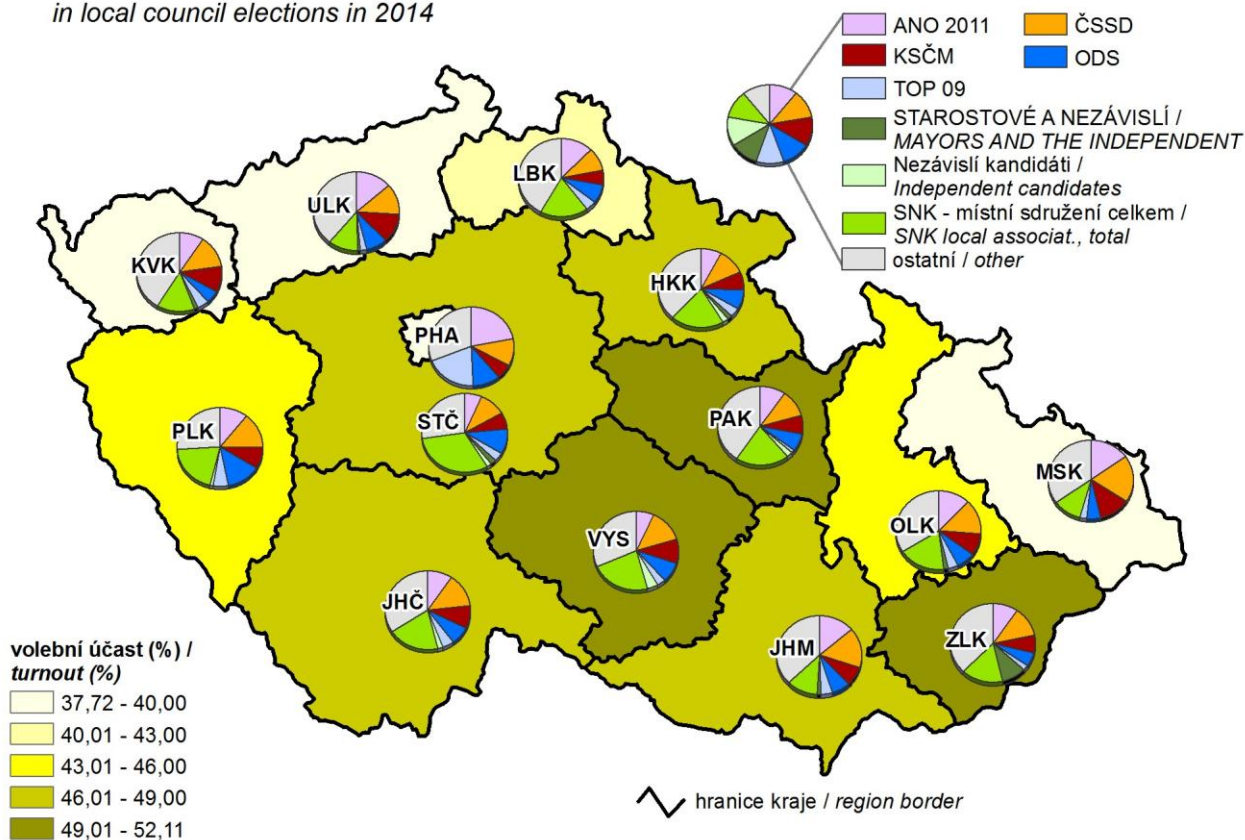 in local council elections in 2014
ANO 2011
ČSSD
KSČM
ODS
TOP 09
STAROSTOVÉ A NEZÁVISLÍ /
MAYORS AND THE INDEPENDENT
Nezávislí kandidáti /
Independent candidates
SNK - místní sdružení celkem /
SNK local associat., total
ostatní / other
LBK
ULK
KVK
HKK
PHA
STČ
PAK
PLK
MSK
OLK
VYS
JHČ
JHM
ZLK
volební účast (%) /
turnout (%)
37,72 - 40,00
40,01 - 43,00
43,01 - 46,00
46,01 - 49,00
49,01 - 52,11
hranice kraje / region border